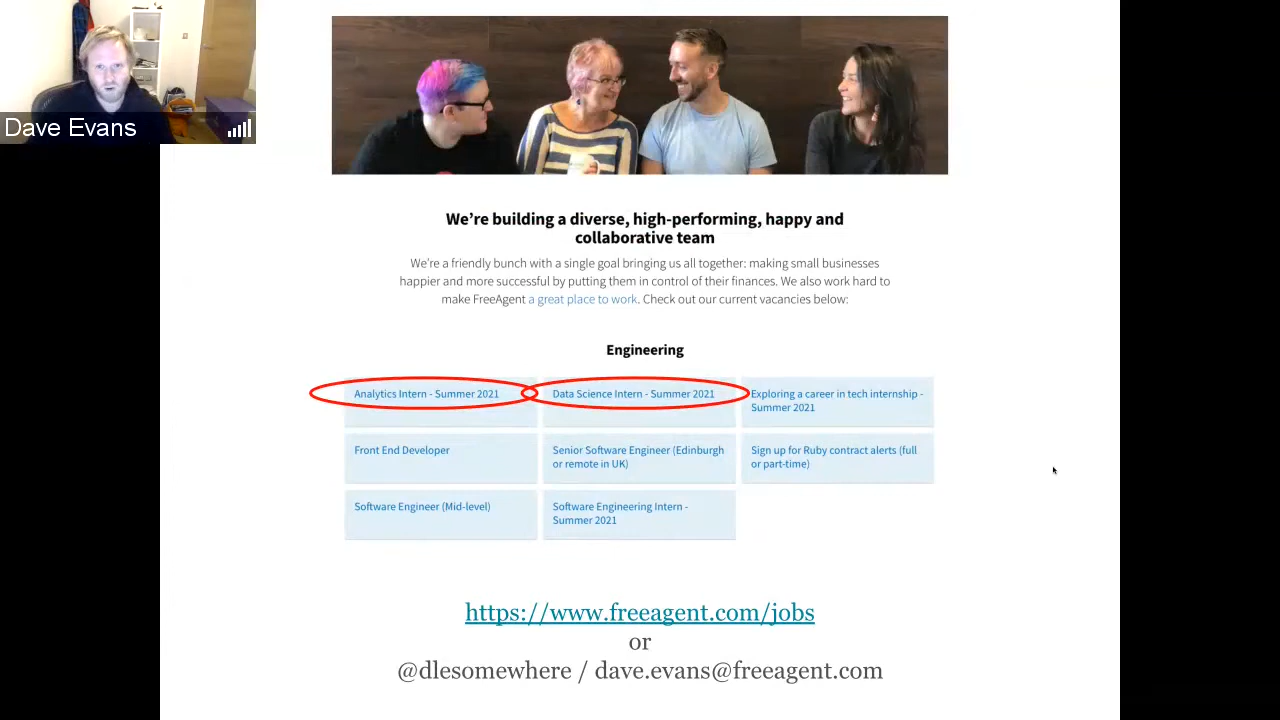 Dave Evans
We're building a diverse, high-performing, happy and
collaborative team
We're a friendly bunch with a single goal bringing us all together: making small businesses
happier and more successful by putting them in control of their finances. We also work hard to
make FreeAgent a great place to work. Check out our current vacancies below:
Engineering
Analytics Intern - Summer 2021
Data Science Intern - Summer 2021
Exploring a career in tech internship -
Summer 2021
Front End Developer
Senior Software Engineer (Edinburgh
or remote in UK)
Sign up for Ruby contract alerts (full
or part-time)
Software Engineer (Mid-level)
Software Engineering Intern -
Summer 2021
https://www.freeagent.com/jobs
or
@dlesomewhere / dave.evans@freeagent.com